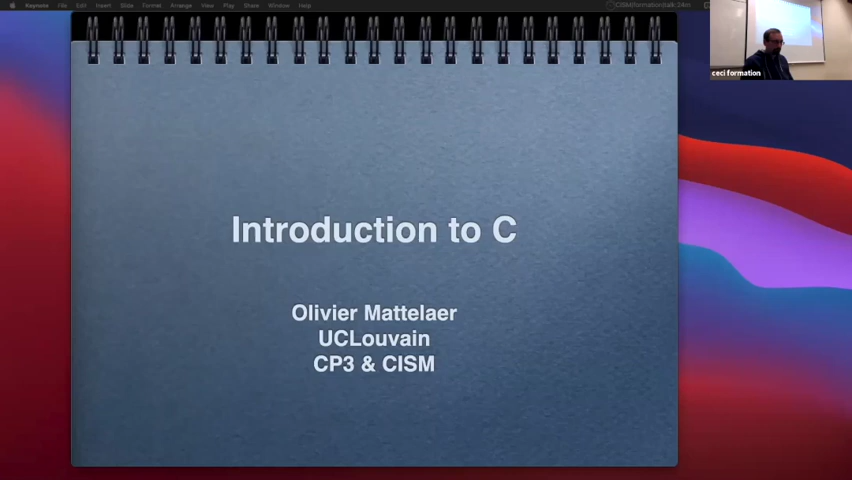 Keynote File Edit Insert Slide Format Arrange View Play Share Window Help
ceci formation
Introduction to C
Olivier Mattelaer
UCLouvain
CP3 & CISM